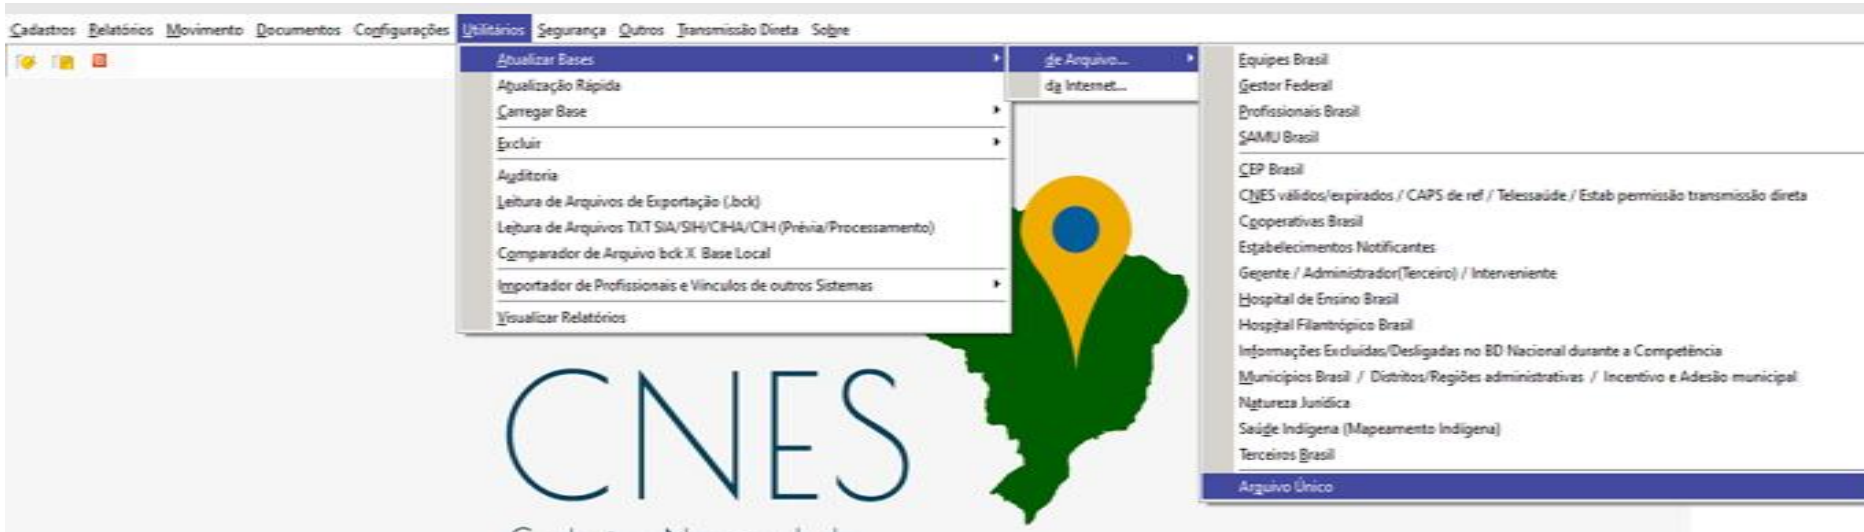 Cadastros Relatórios Movimento Documentos Configurações Utilitários Segurança Outros Transmissão Direta Sobre
Atualizar Bases
Atualização Rápida
Carregar Base
Excluir
Auditoria
Leitura de Arquivos de Exportação (.bck)
Leitura de Arquivos TXT SIA/SIH/CIHA/CIH (Prévia/Processamento)
Comparador de Arquivo bck X Base Local
Importador de Profissionais e Vinculos de outros Sistemas
Visualizar Relatórios
de Arquivo...
da Internet...
Equipes Brasil
Gestor Federal
Profissionais Brasil
SAMU Brasil
CEP Brasil
CNES válidos/expirados / CAPS de ref / Telessaúde / Estab permissão transmissão direta
Cooperativas Brasil
Estabelecimentos Notificantes
Gerente / Administrador(Terceiro) / Interveniente
Hospital de Ensino Brasil
Hospital Filantrópico Brasil
Informações Excluídas/Desligadas no BD Nacional durante a Competência
Municípios Brasil / Distritos/Regiões administrativas / Incentivo e Adesão municipal
Natureza Jurídica
Saúde Indígena (Mapeamento Indígena)
Terceiros Brasil
Arquivo Único
CNES